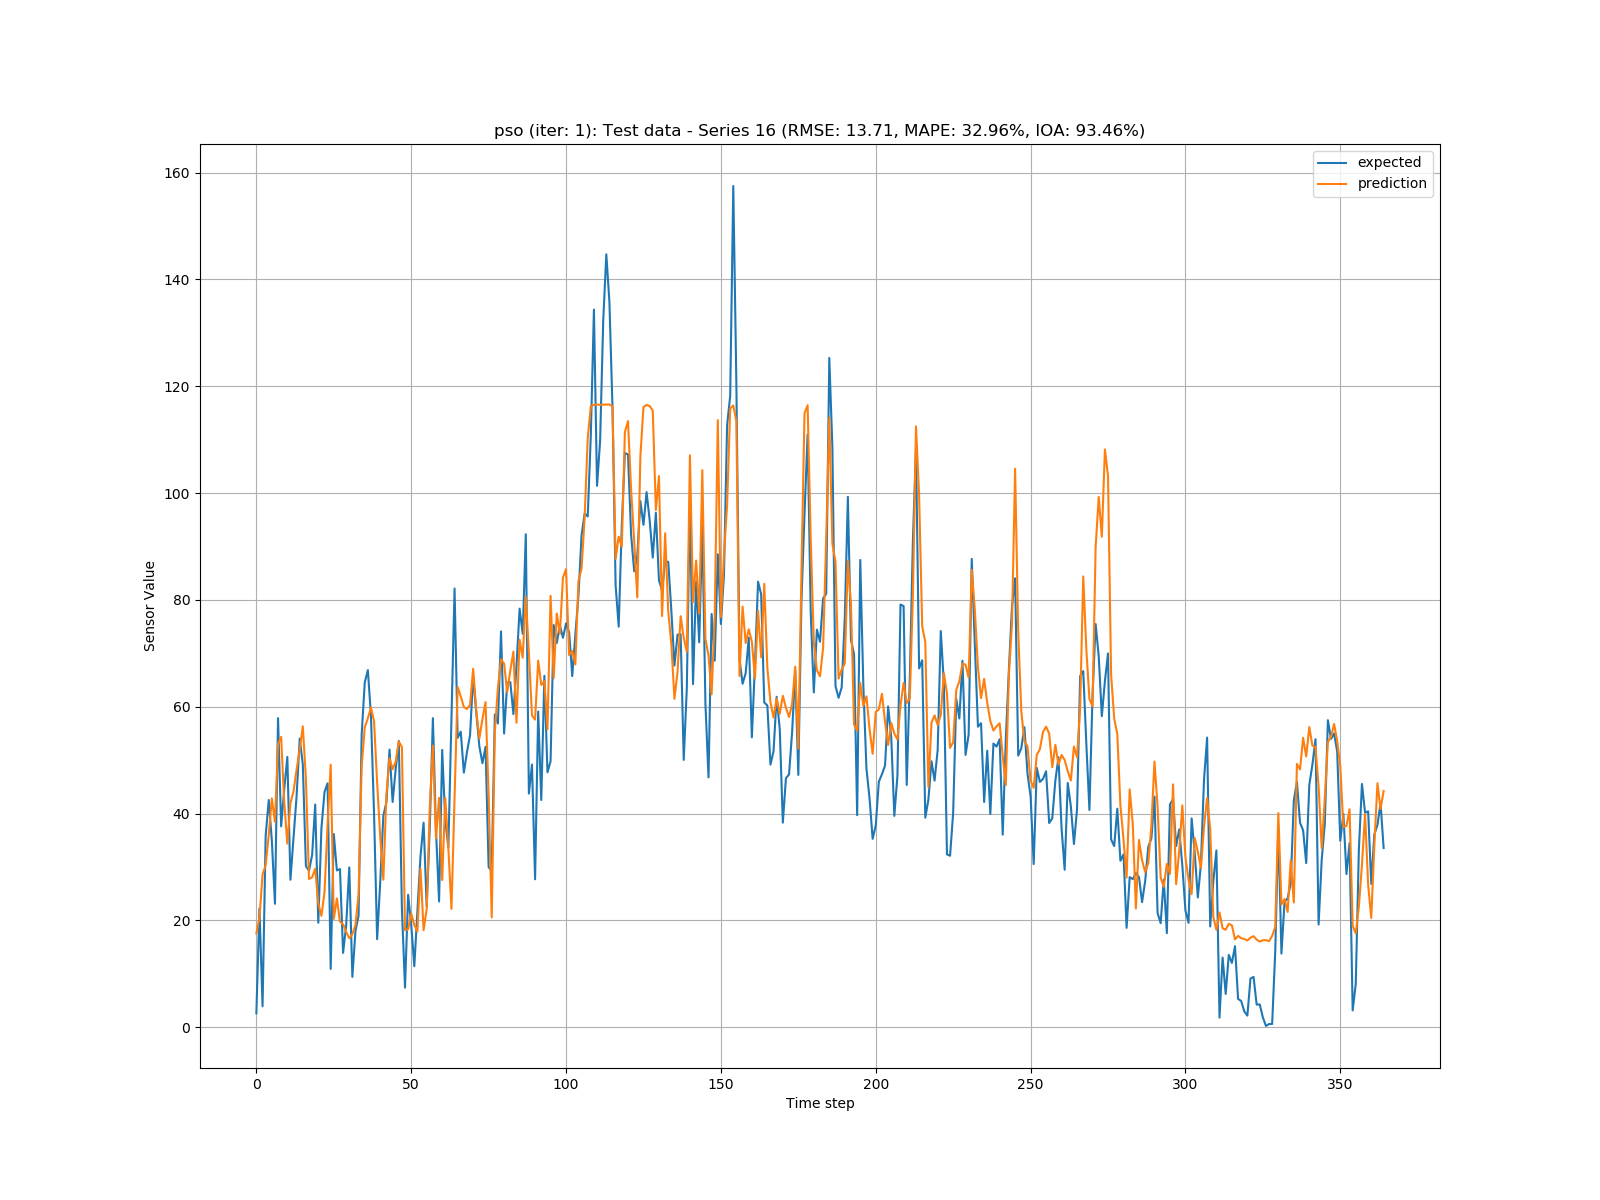 pso (iter: 1): Test data - Series 16 (RMSE: 13.71, MAPE: 32.96%, IOA: 93.46%)
expected
prediction
160
140
120
100
80
60
40
20
0
Sensor Value
0 50 100 150 200 250 300 350
Time step